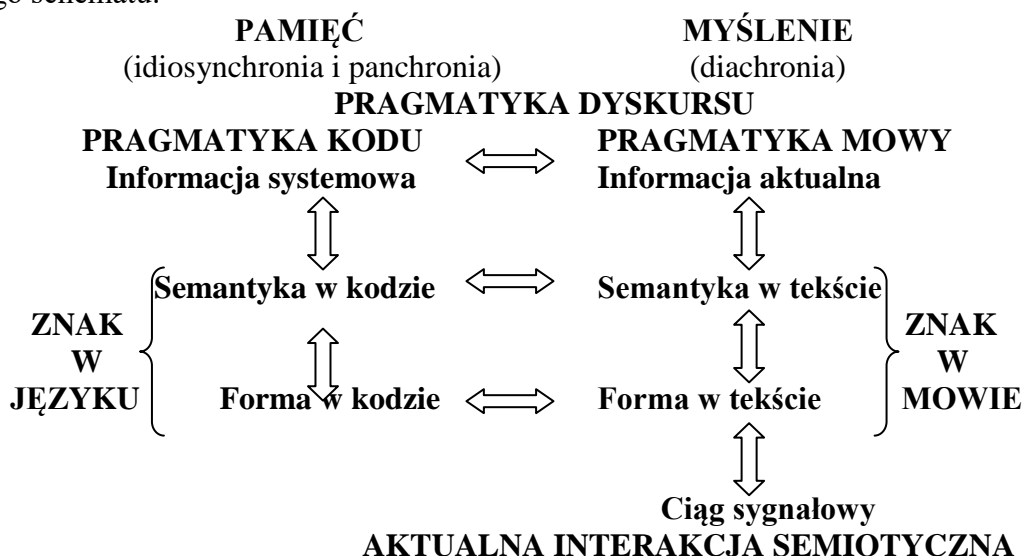 PAMIĘĆ MYŚLENIE
(idiosynchronia i panchronia) (diachronia)
PRAGMATYKA DYSKURSU
PRAGMATYKA KODU PRAGMATYKA MOWY
Informacja systemowa Informacja aktualna
Semantyka w kodzie Semantyka w tekście
ZNAK ZNAK
W W
JĘZYKU Forma w kodzie Forma w tekście MOWIE
Ciąg sygnałowy
AKTUALNA INTERAKCJA SEMIOTYCZNA